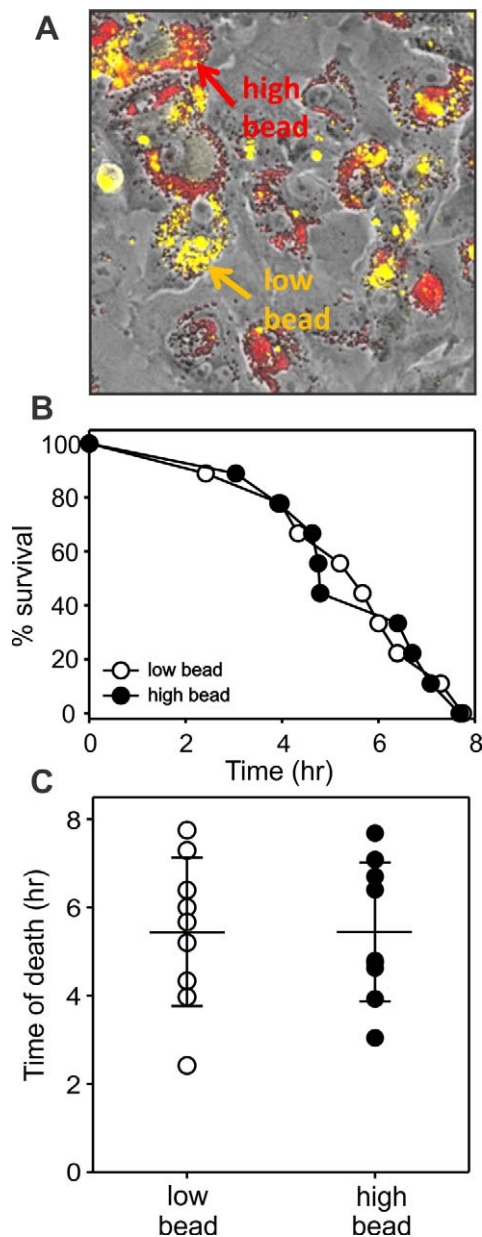 A
high
bead
low
bead
B
100
80
60
40
20
0
% survival
low bead
high bead
0 2 4 6 8
Time (hr)
C
8
6
4
2
0
Time of death (hr)
low
bead
high
bead